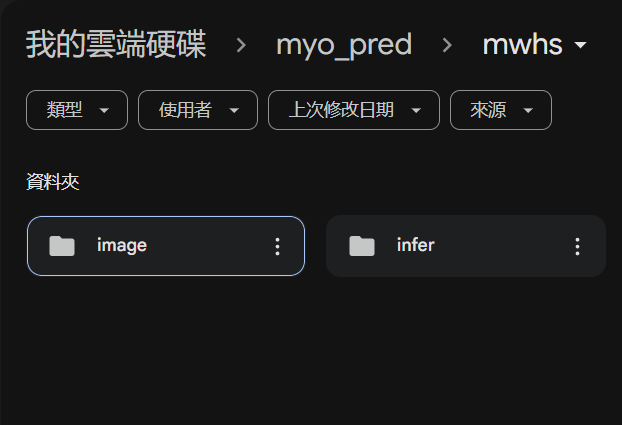 我的雲端硬碟 > myo_pred > mwhs
類型 使用者 上次修改日期 來源
資料夾
image infer